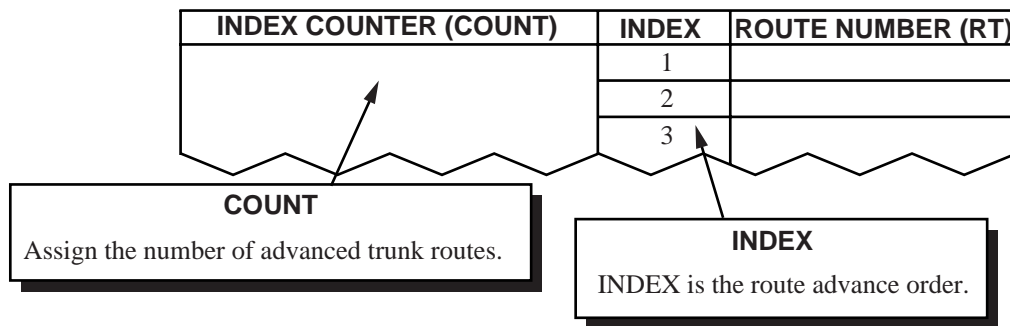 INDEX COUNTER (COUNT) INDEX ROUTE NUMBER (RT)
1
2
3
COUNT
Assign the number of advanced trunk routes.
INDEX
INDEX is the route advance order.